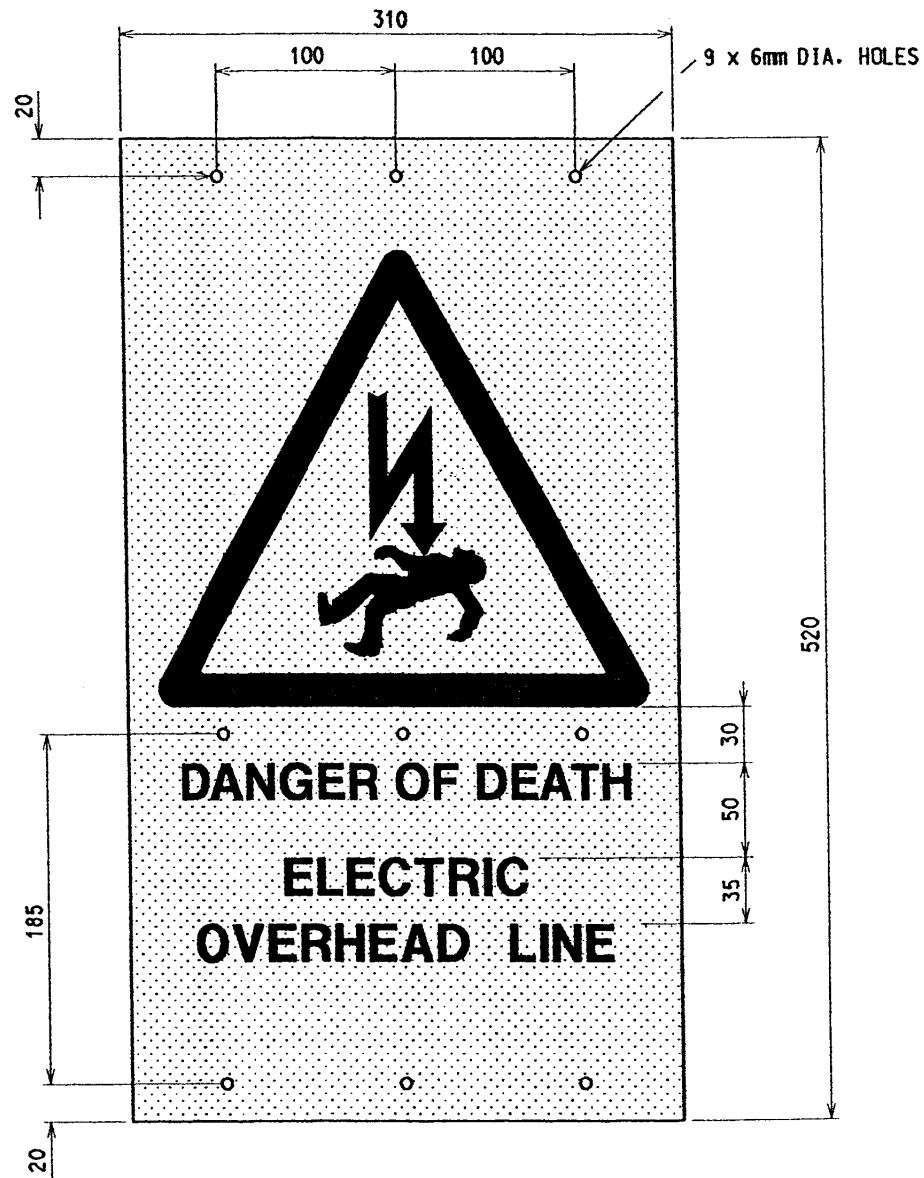 310
100 100
9 x 6mm DIA. HOLES
20
520
30
DANGER OF DEATH
50
ELECTRIC
35
185
OVERHEAD LINE
20